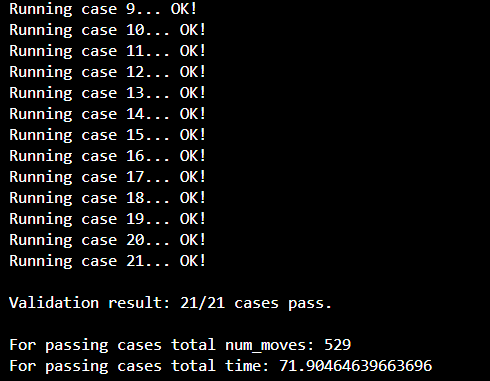 Running case 9... OK!
Running case 10... OK!
Running case 11... OK!
Running case 12... OK!
Running case 13... OK!
Running case 14... OK!
Running case 15... OK!
Running case 16... OK!
Running case 17... OK!
Running case 18... OK!
Running case 19... OK!
Running case 20... OK!
Running case 21... OK!
Validation result: 21/21 cases pass.
For passing cases total num_moves: 529
For passing cases total time: 71.90464639663696